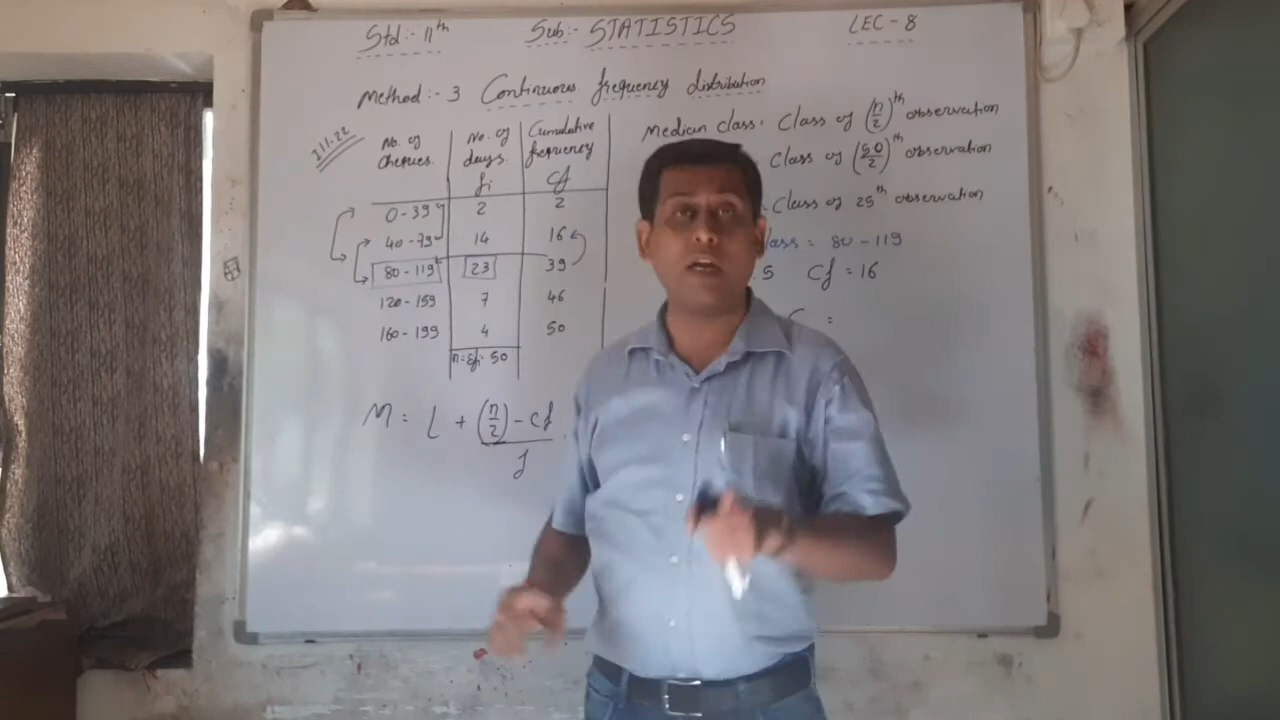 Std:- 11th Sub:- STATISTICS LEC-8
Method:- 3 Continuous frequency distribution
Ill.22
No. of cheques. No. of days. fi Cumulative frequency cf
0-39 2 2
40-79 14 16
80-119 23 39
120-159 7 46
160-199 4 50
n=Σfi= 50
M = L + (n/2) - cf / f
Median class = Class of (n/2)th observation
Class of (50/2)th observation
Class of 25th observation
lass = 80-119
.5 Cf = 16
C =